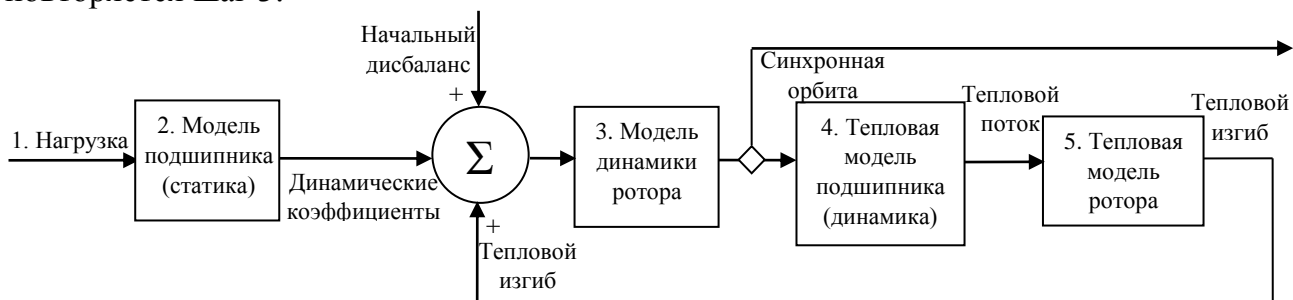 повторяется шаг 3.
Начальный
дисбаланс
+
1. Нагрузка
2. Модель
подшипника
(статика)
Динамические
коэффициенты
Σ
+
Тепловой
изгиб
3. Модель
динамики
ротора
Синхронная
орбита
4. Тепловая
модель
подшипника
(динамика)
Тепловой
поток
5. Тепловая
модель
ротора
Тепловой
изгиб